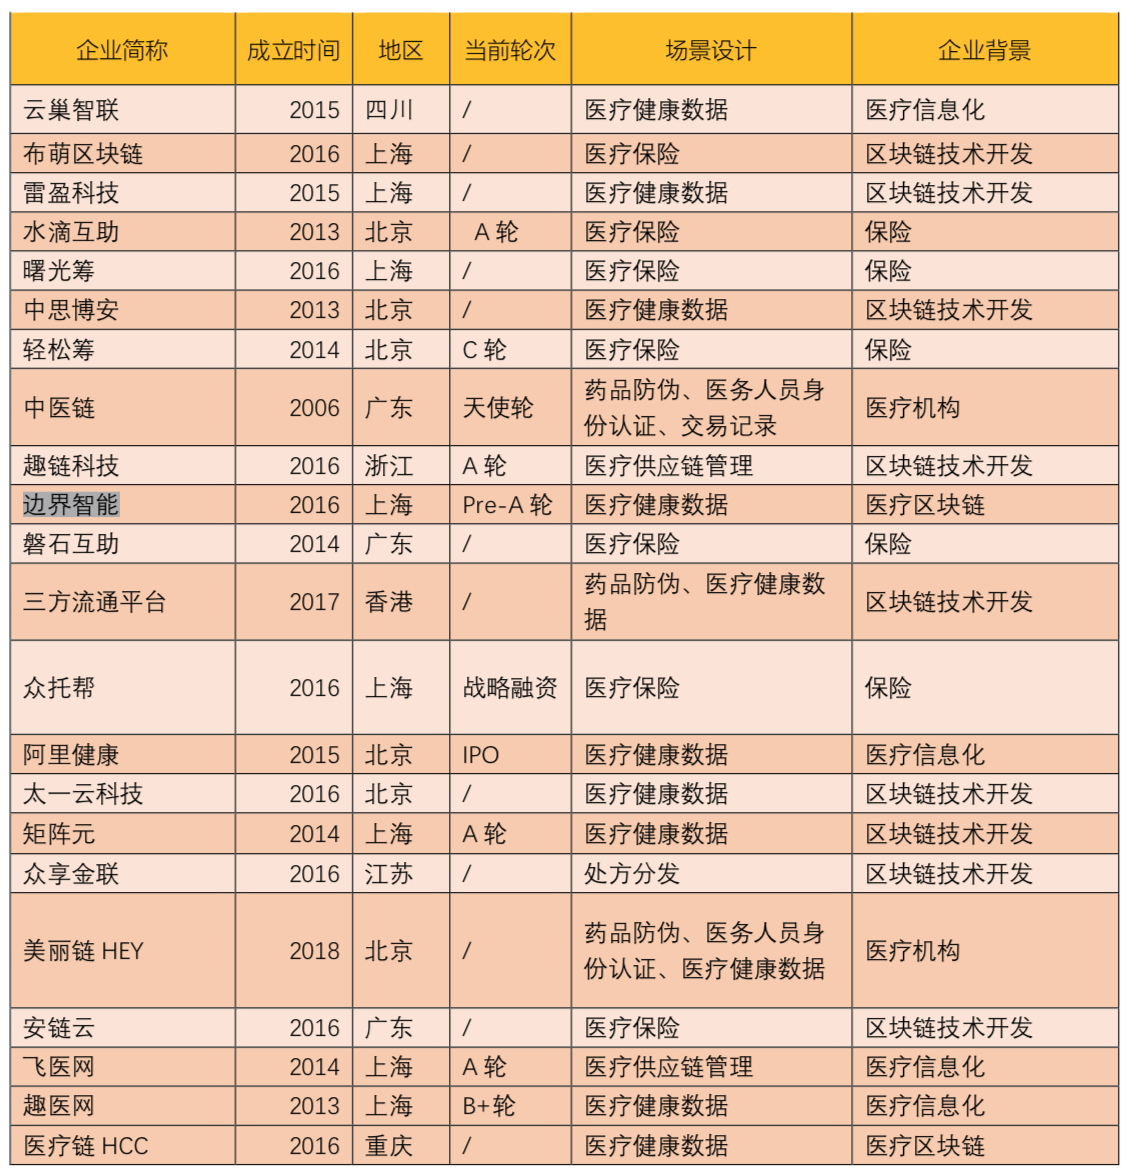 企业简称 成立时间 地区 当前轮次 场景设计 企业背景
云巢智联 2015 四川 / 医疗健康数据 医疗信息化
布萌区块链 2016 上海 / 医疗保险 区块链技术开发
雷盈科技 2015 上海 / 医疗健康数据 区块链技术开发
水滴互助 2013 北京 A 轮 医疗保险 保险
曙光筹 2016 上海 / 医疗保险 保险
中思博安 2013 北京 / 医疗健康数据 区块链技术开发
轻松筹 2014 北京 C 轮 医疗保险 保险
中医链 2006 广东 天使轮 药品防伪、医务人员身
份认证、交易记录 医疗机构
趣链科技 2016 浙江 A 轮 医疗供应链管理 区块链技术开发
边界智能 2016 上海 Pre-A 轮 医疗健康数据 医疗区块链
磐石互助 2014 广东 / 医疗保险 保险
三方流通平台 2017 香港 / 药品防伪、医疗健康数
据 区块链技术开发
众托帮 2016 上海 战略融资 医疗保险 保险
阿里健康 2015 北京 IPO 医疗健康数据 医疗信息化
太一云科技 2016 北京 / 医疗健康数据 区块链技术开发
矩阵元 2014 上海 A 轮 医疗健康数据 区块链技术开发
众享金联 2016 江苏 / 处方分发 区块链技术开发
美丽链 HEY 2018 北京 / 药品防伪、医务人员身
份认证、医疗健康数据 医疗机构
安链云 2016 广东 / 医疗保险 区块链技术开发
飞医网 2014 上海 A 轮 医疗供应链管理 医疗信息化
趣医网 2013 上海 B+轮 医疗健康数据 医疗信息化
医疗链 HCC 2016 重庆 / 医疗健康数据 医疗区块链